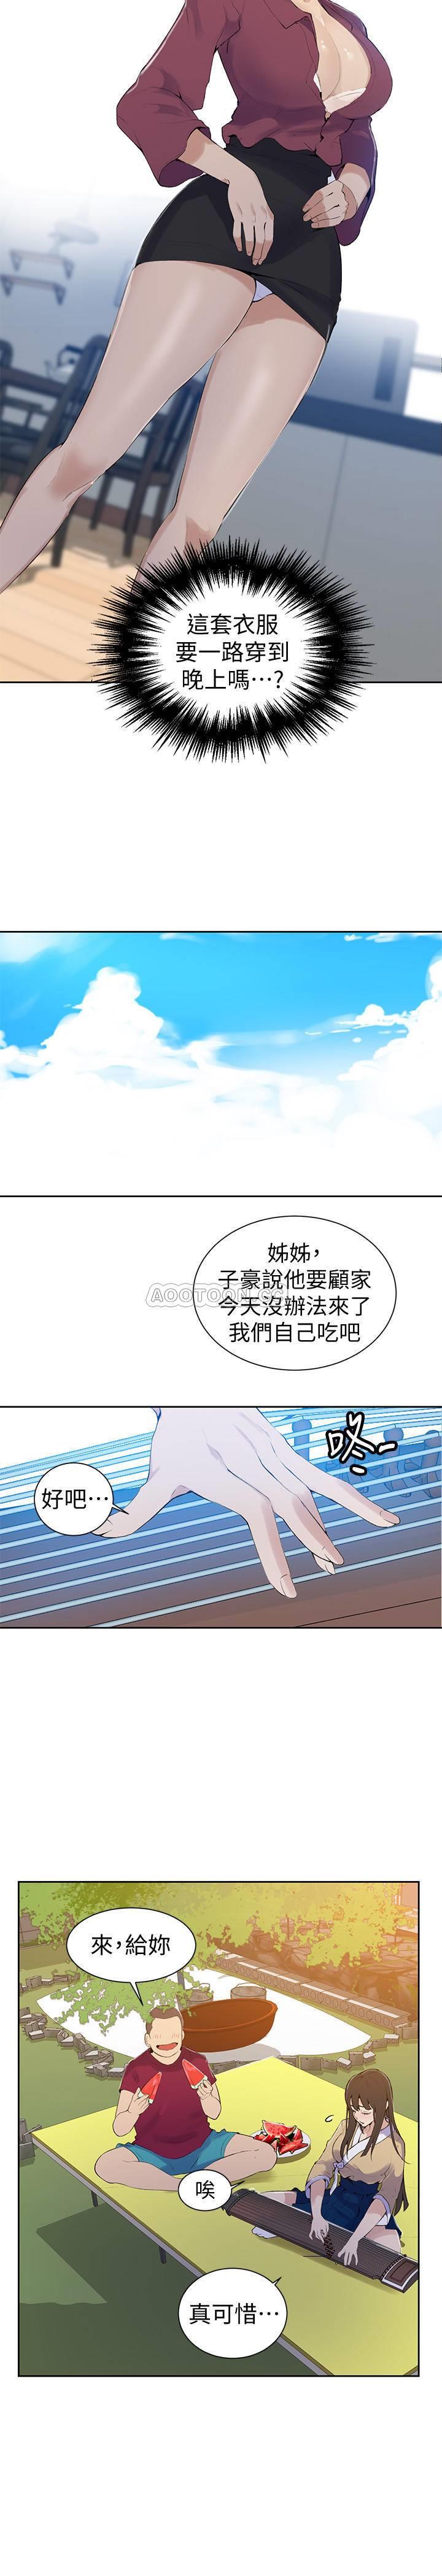 這套衣服
要一路穿到
晚上嗎…?
姊姊,
子豪說他要顧家
今天沒辦法來了
我們自己吃吧
AOOTOON.CC
咚
好吧…
來,給妳
唉
真可惜…